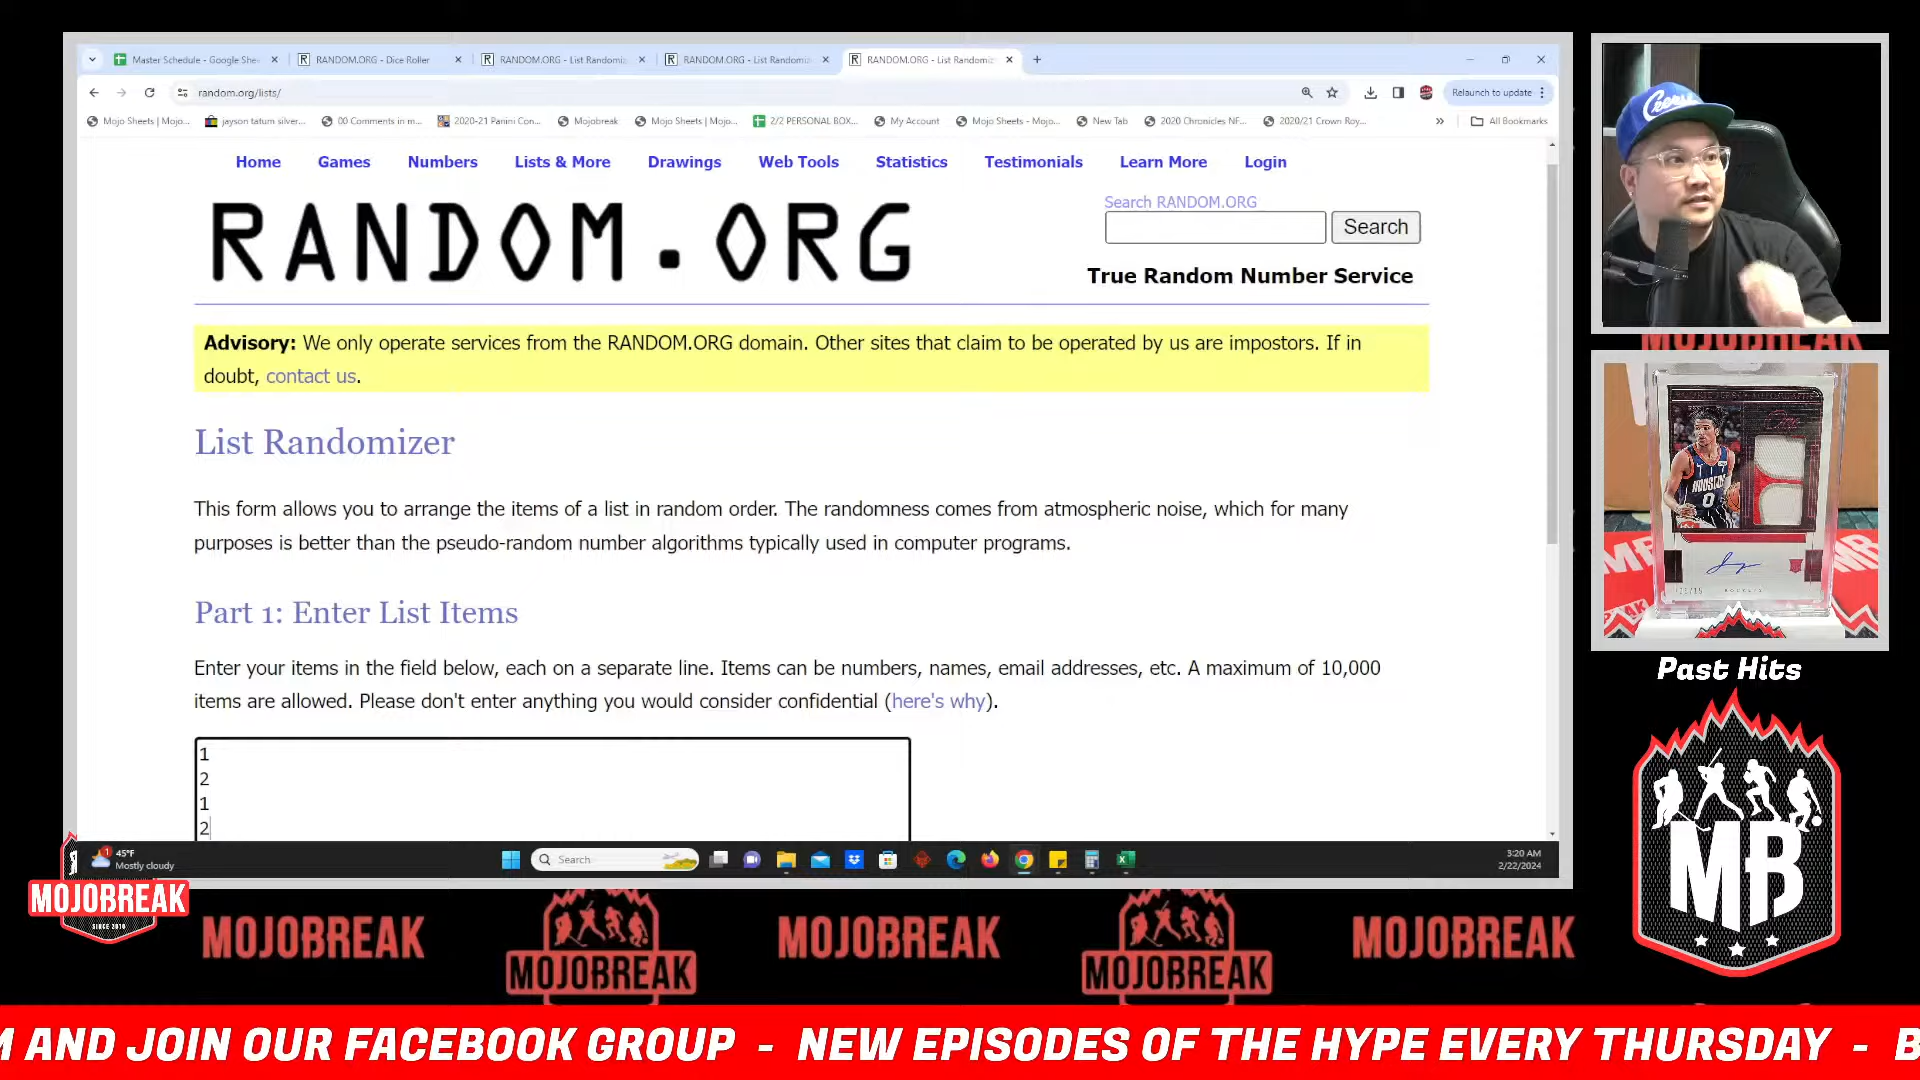 Master Schedule - Google She
RANDOM.ORG - Dice Roller
RANDOM.ORG - List Randomiz
RANDOM.ORG - List Randomiz
RANDOM.ORG - List Randomiz
random.org/lists/
Relaunch to update
Mojo Sheets | Mojo...
jayson tatum silver...
00 Comments in m...
2020-21 Panini Con...
Mojobreak
Mojo Sheets | Mojo...
2/2 PERSONAL BOX...
My Account
Mojo Sheets - Mojo...
New Tab
2020 Chronicles NF...
2020/21 Crown Roy...
All Bookmarks
Home Games Numbers Lists & More Drawings Web Tools Statistics Testimonials Learn More Login
RANDOM.ORG
Search RANDOM.ORG
Search
True Random Number Service
Advisory: We only operate services from the RANDOM.ORG domain. Other sites that claim to be operated by us are impostors. If in
doubt, contact us.
List Randomizer
This form allows you to arrange the items of a list in random order. The randomness comes from atmospheric noise, which for many
purposes is better than the pseudo-random number algorithms typically used in computer programs.
Part 1: Enter List Items
Enter your items in the field below, each on a separate line. Items can be numbers, names, email addresses, etc. A maximum of 10,000
items are allowed. Please don't enter anything you would consider confidential (here's why).
1
2
1
2
45°F
Mostly cloudy
Search
3:20 AM
2/22/2024
Past Hits
MB
MOJOBREAK
SINCE 2010
MOJOBREAK
MOJOBREAK
MOJOBREAK
MOJOBREAK
MOJOBREAK
M AND JOIN OUR FACEBOOK GROUP - NEW EPISODES OF THE HYPE EVERY THURSDAY - B